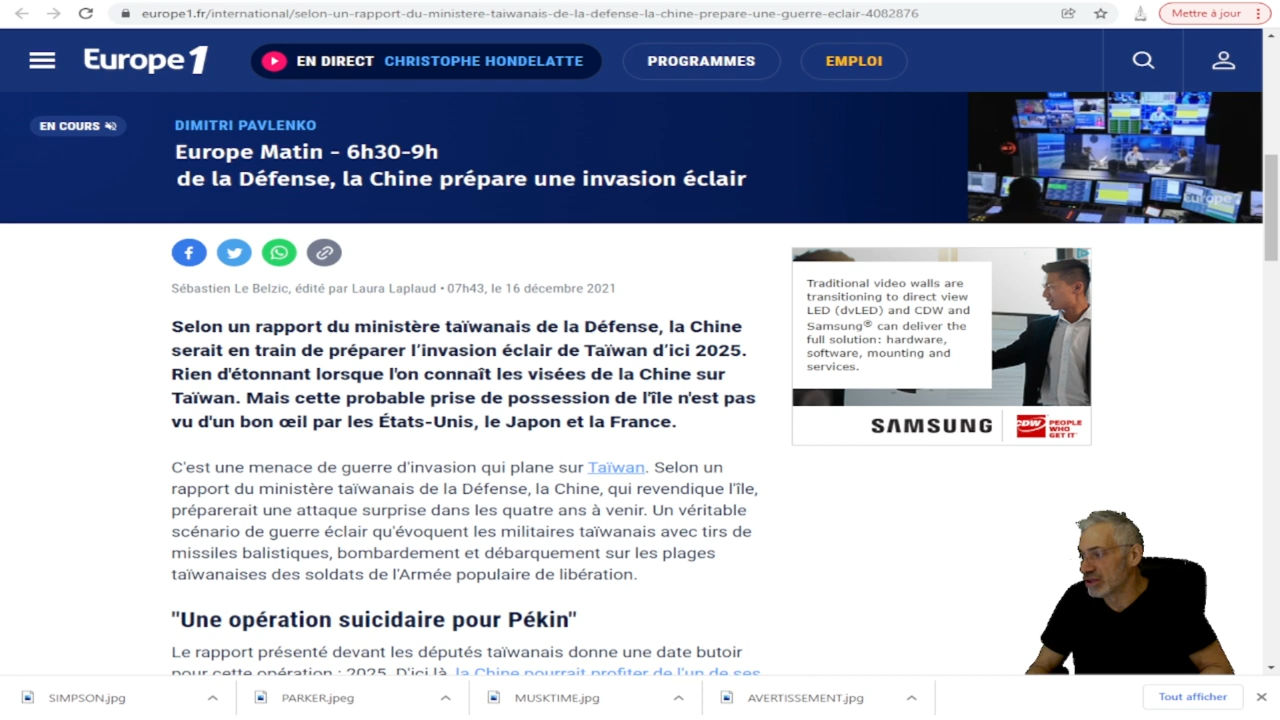 europe1.fr/international/selon-un-rapport-du-ministere-taiwanais-de-la-defense-la-chine-prepare-une-guerre-eclair-4082876
Mettre à jour
Europe 1
EN DIRECT CHRISTOPHE HONDELATTE
PROGRAMMES
EMPLOI
EN COURS
DIMITRI PAVLENKO
Europe Matin - 6h30-9h
de la Défense, la Chine prépare une invasion éclair
europe1
Sébastien Le Belzic, édité par Laura Laplaud • 07h43, le 16 décembre 2021
Selon un rapport du ministère taïwanais de la Défense, la Chine
serait en train de préparer l’invasion éclair de Taïwan d’ici 2025.
Rien d'étonnant lorsque l'on connaît les visées de la Chine sur
Taïwan. Mais cette probable prise de possession de l'île n'est pas
vu d'un bon œil par les États-Unis, le Japon et la France.
C'est une menace de guerre d'invasion qui plane sur Taïwan. Selon un
rapport du ministère taïwanais de la Défense, la Chine, qui revendique l'île,
préparerait une attaque surprise dans les quatre ans à venir. Un véritable
scénario de guerre éclair qu'évoquent les militaires taïwanais avec tirs de
missiles balistiques, bombardement et débarquement sur les plages
taïwanaises des soldats de l'Armée populaire de libération.
"Une opération suicidaire pour Pékin"
Le rapport présenté devant les députés taïwanais donne une date butoir
pour cette opération : 2025. D'ici là, la Chine pourrait profiter de l'un de ses
Traditional video walls are
transitioning to direct view
LED (dvLED) and CDW and
Samsung® can deliver the
full solution: hardware,
software, mounting and
services.
SAMSUNG
CDW PEOPLE
WHO
GET IT
SIMPSON.jpg
PARKER.jpeg
MUSKTIME.jpg
AVERTISSEMENT.jpg
Tout afficher